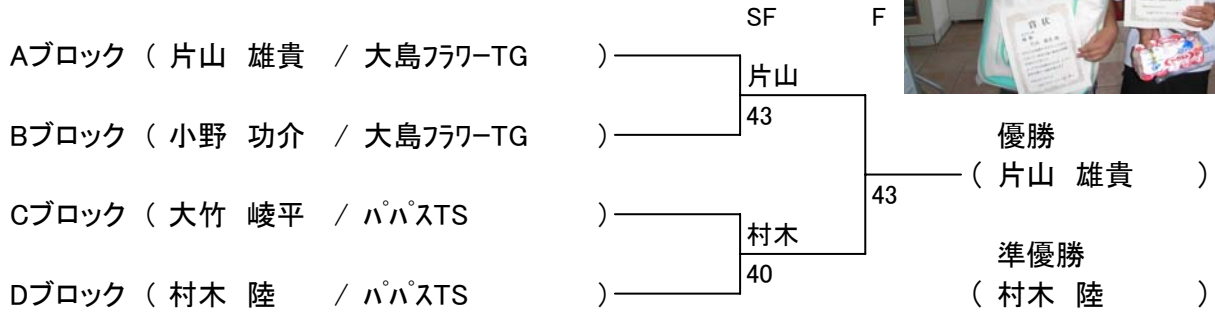 SF F
Aブロック ( 片山 雄貴 / 大島フラワーTG )
片山
43
Bブロック ( 小野 功介 / 大島フラワーTG )
優勝
( 片山 雄貴 )
43
Cブロック ( 大竹 崚平 / パパスTS )
村木
40
準優勝
Dブロック ( 村木 陸 / パパスTS )
( 村木 陸 )
賞状